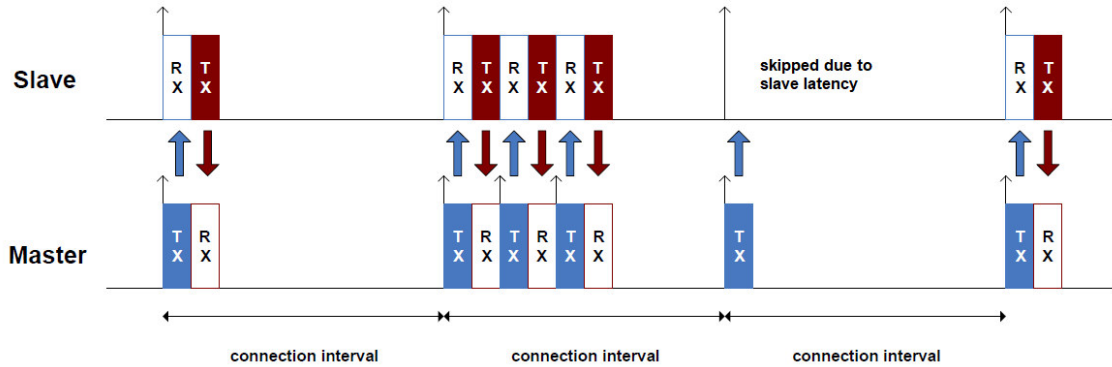 Slave
R X
T X
R X
T X
R X
T X
R X
T X
skipped due to
slave latency
R X
T X
Master
T X
R X
T X
R X
T X
R X
T X
R X
T X
T X
R X
connection interval
connection interval
connection interval